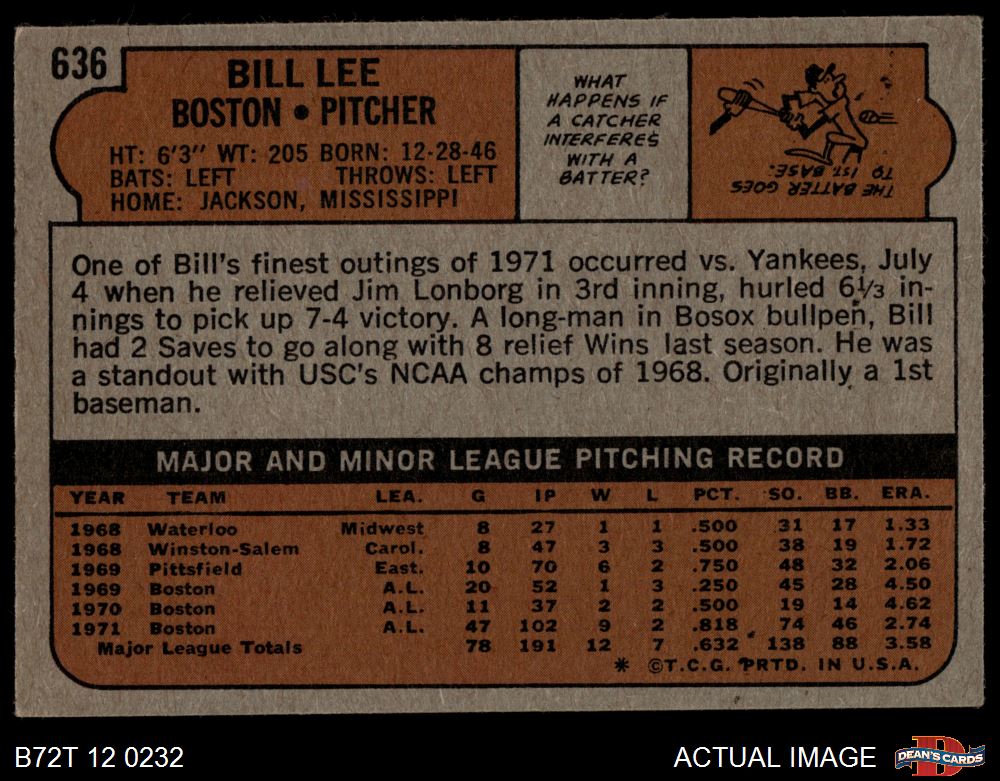 636
BILL LEE
BOSTON • PITCHER
HT: 6'3" WT: 205 BORN: 12-28-46
BATS: LEFT THROWS: LEFT
HOME: JACKSON, MISSISSIPPI
WHAT
HAPPENS IF
A CATCHER
INTERFERES
WITH A
BATTER?
THE BATTER GOES
TO 1ST. BASE.
One of Bill's finest outings of 1971 occurred vs. Yankees, July
4 when he relieved Jim Lonborg in 3rd inning, hurled 6⅓ in-
nings to pick up 7-4 victory. A long-man in Bosox bullpen, Bill
had 2 Saves to go along with 8 relief Wins last season. He was
a standout with USC's NCAA champs of 1968. Originally a 1st
baseman.
MAJOR AND MINOR LEAGUE PITCHING RECORD
YEAR TEAM LEA. G IP W L PCT. SO. BB. ERA.
1968 Waterloo Midwest 8 27 1 1 .500 31 17 1.33
1968 Winston-Salem Carol. 8 47 3 3 .500 38 19 1.72
1969 Pittsfield East. 10 70 6 2 .750 48 32 2.06
1969 Boston A.L. 20 52 1 3 .250 45 28 4.50
1970 Boston A.L. 11 37 2 2 .500 19 14 4.62
1971 Boston A.L. 47 102 9 2 .818 74 46 2.74
Major League Totals 78 191 12 7 .632 138 88 3.58
* ©T.C.G. PRTD. IN U.S.A.
B72T 12 0232
ACTUAL IMAGE
D
DEAN'S CARDS